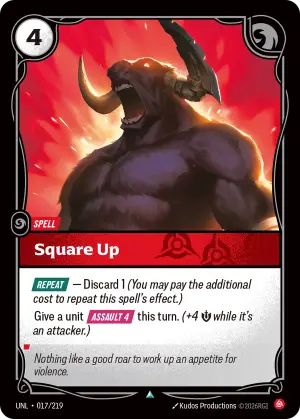 4
SPELL
Square Up
REPEAT — Discard 1 (You may pay the additional
cost to repeat this spell's effect.)
Give a unit ASSAULT 4 this turn. (+4 while it's
an attacker.)
Nothing like a good roar to work up an appetite for
violence.
UNL • 017/219
Kudos Productions ©2026RGI